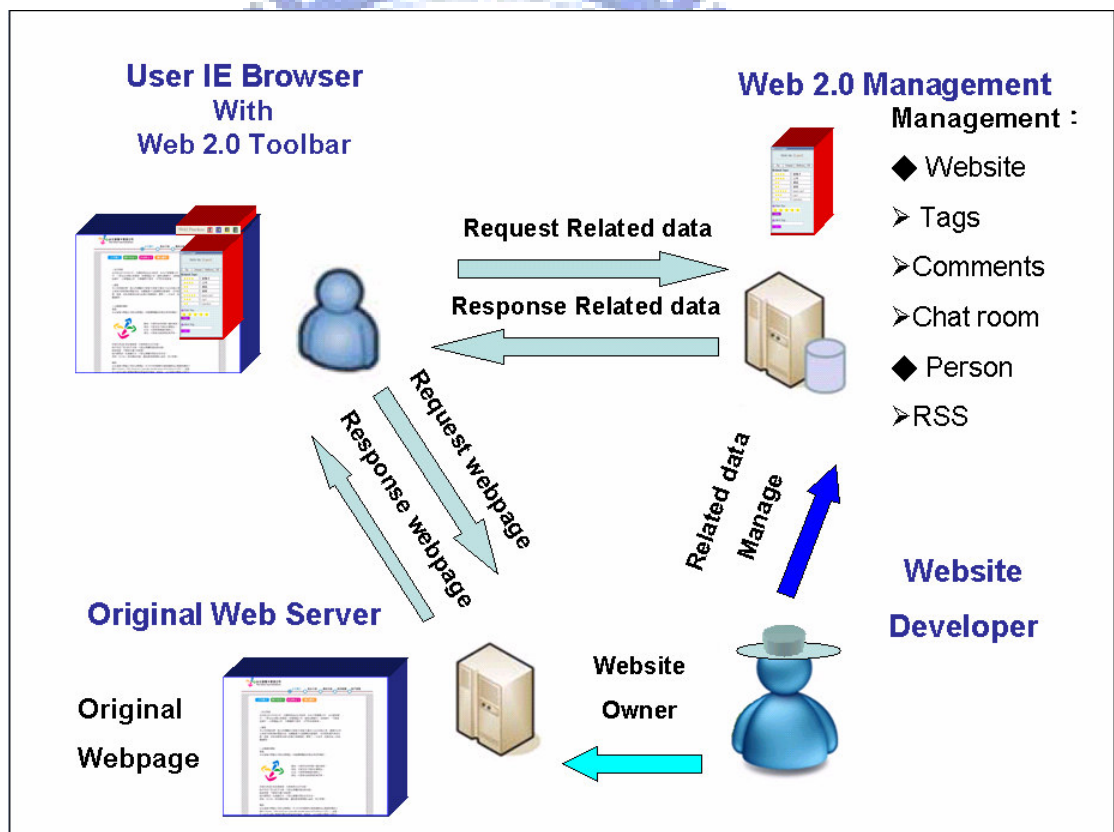 User IE Browser
With
Web 2.0 Toolbar
Web 2.0 Management
Management：
◆ Website
➢ Tags
➢Comments
➢Chat room
◆ Person
➢RSS
Request Related data
Response Related data
Request webpage
Response webpage
Related data
Manage
Website
Developer
Original Web Server
Original
Webpage
Website
Owner